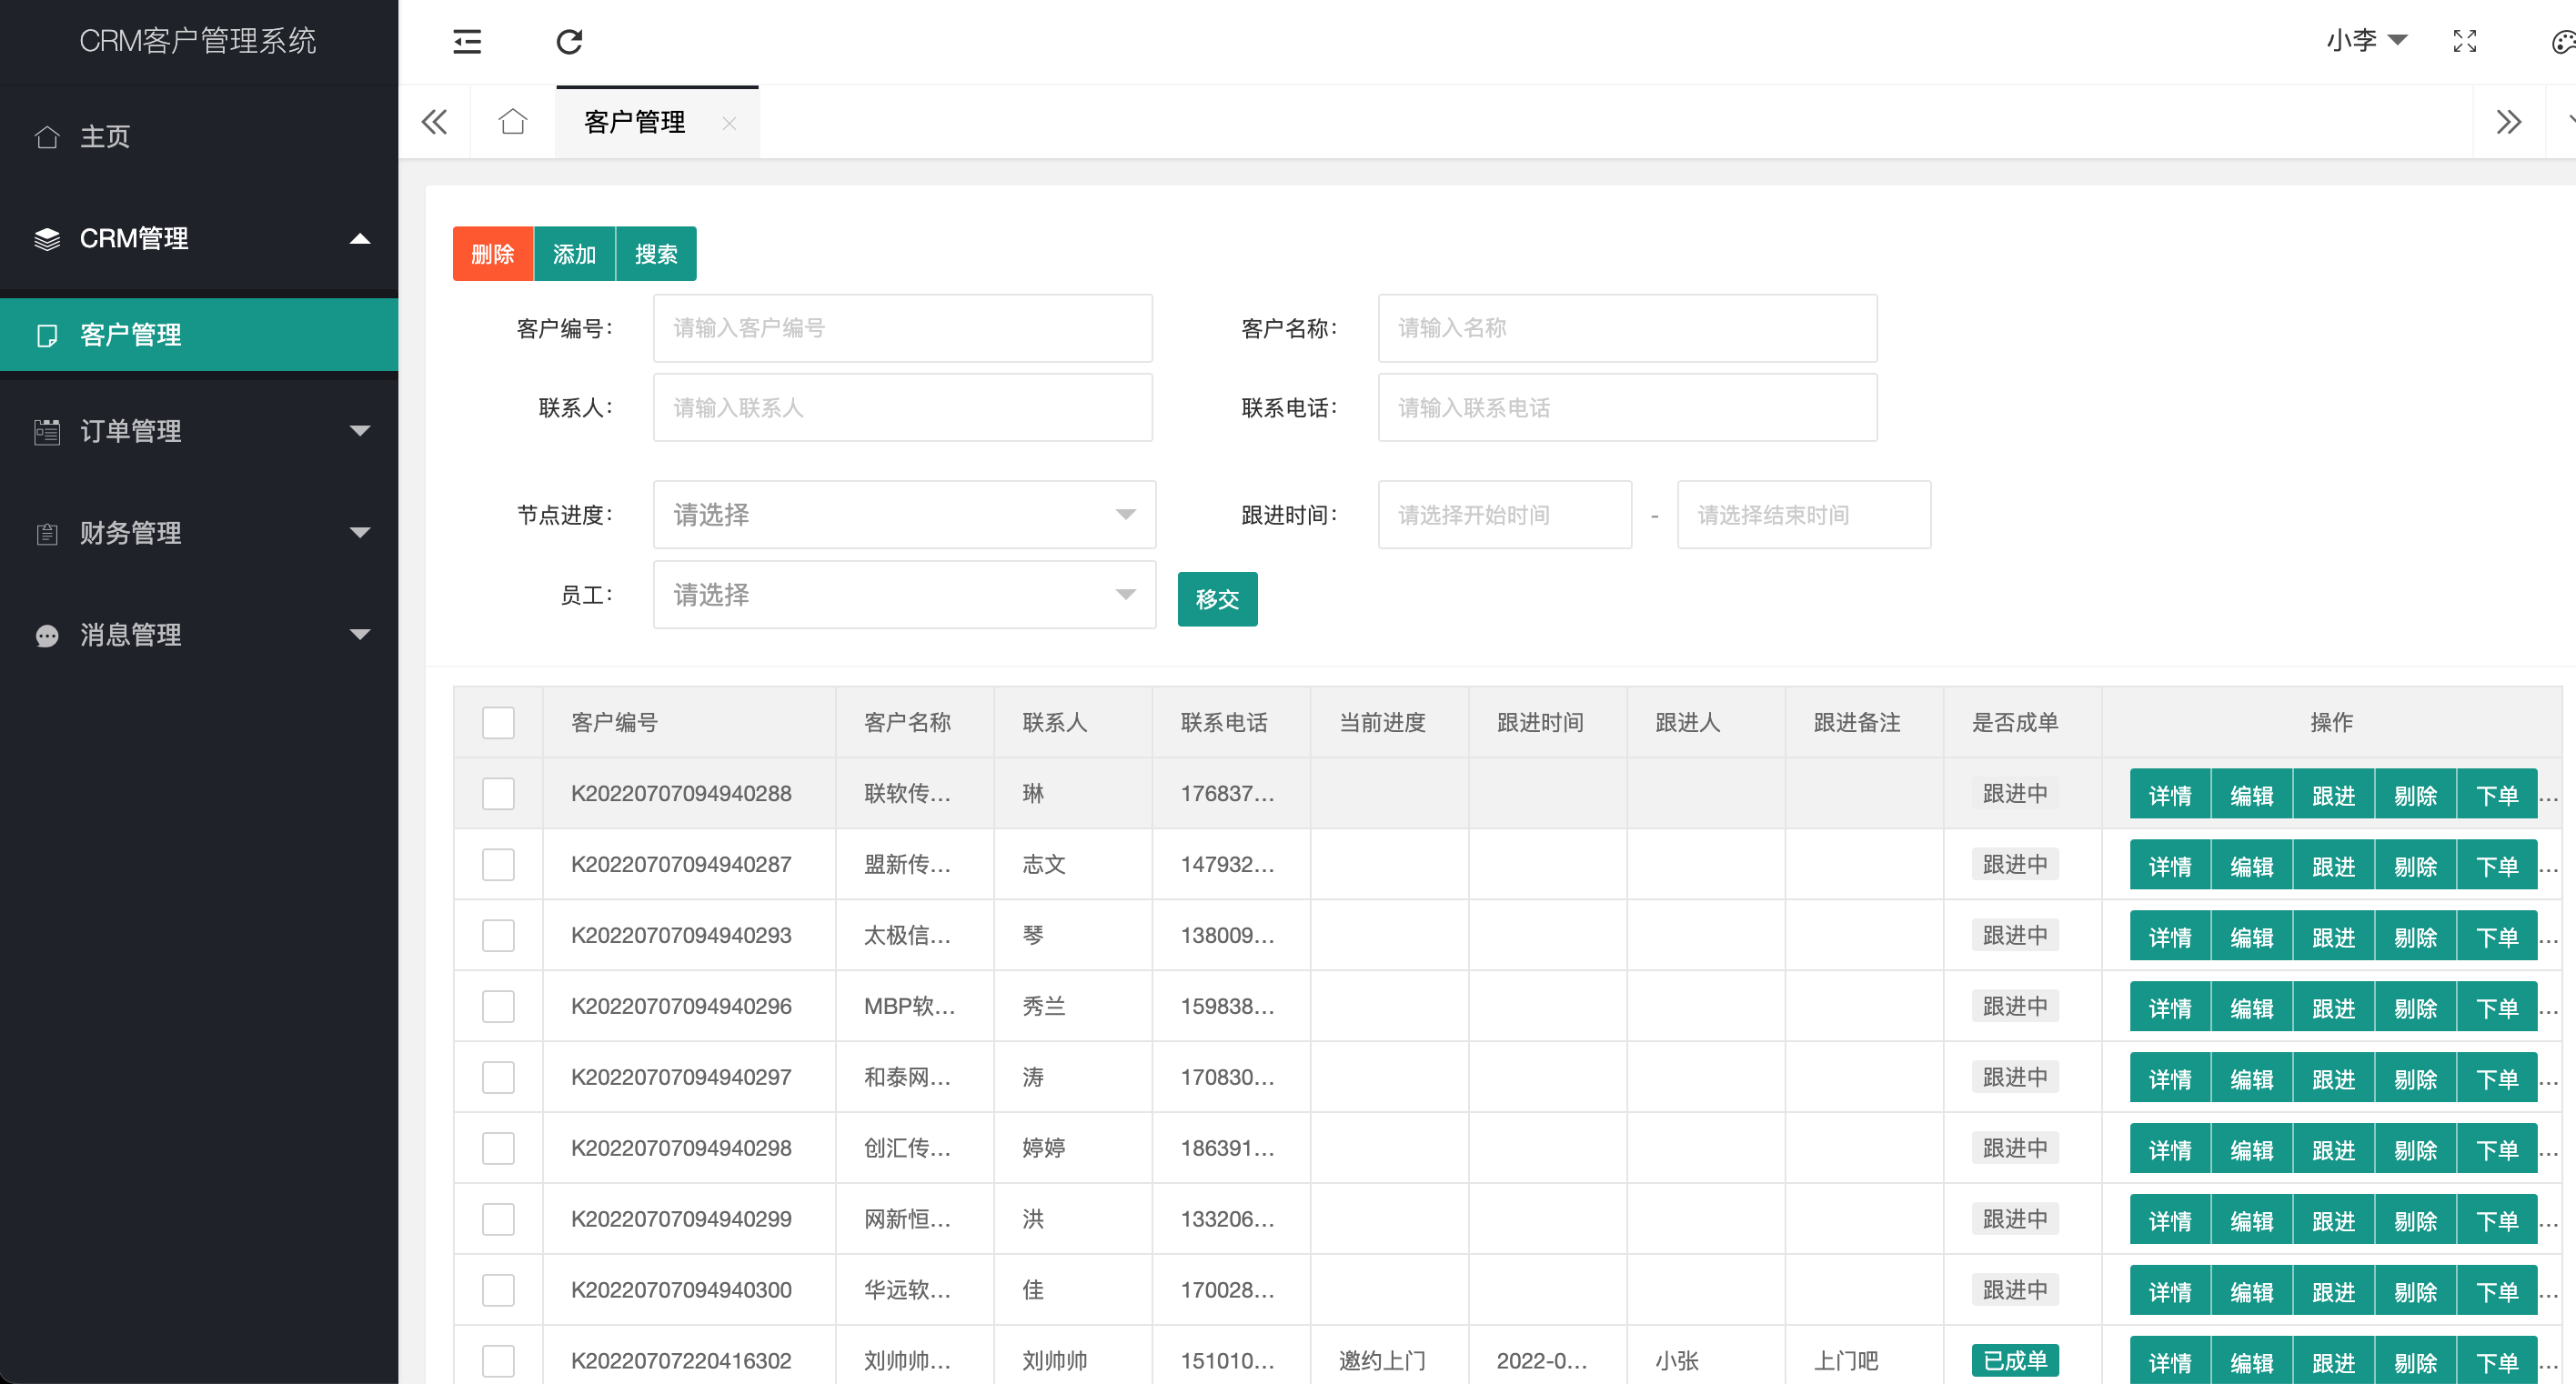 CRM客户管理系统
小李
主页
CRM管理
客户管理
订单管理
财务管理
消息管理
客户管理
删除 添加 搜索
客户编号： 请输入客户编号 客户名称： 请输入名称
联系人： 请输入联系人 联系电话： 请输入联系电话
节点进度： 请选择 跟进时间： 请选择开始时间 - 请选择结束时间
员工： 请选择 移交
客户编号 客户名称 联系人 联系电话 当前进度 跟进时间 跟进人 跟进备注 是否成单 操作
K20220707094940288 联软传... 琳 176837... 跟进中 详情 编辑 跟进 剔除 下单 ...
K20220707094940287 盟新传... 志文 147932... 跟进中 详情 编辑 跟进 剔除 下单 ...
K20220707094940293 太极信... 琴 138009... 跟进中 详情 编辑 跟进 剔除 下单 ...
K20220707094940296 MBP软... 秀兰 159838... 跟进中 详情 编辑 跟进 剔除 下单 ...
K20220707094940297 和泰网... 涛 170830... 跟进中 详情 编辑 跟进 剔除 下单 ...
K20220707094940298 创汇传... 婷婷 186391... 跟进中 详情 编辑 跟进 剔除 下单 ...
K20220707094940299 网新恒... 洪 133206... 跟进中 详情 编辑 跟进 剔除 下单 ...
K20220707094940300 华远软... 佳 170028... 跟进中 详情 编辑 跟进 剔除 下单 ...
K20220707220416302 刘帅帅... 刘帅帅 151010... 邀约上门 2022-0... 小张 上门吧 已成单 详情 编辑 跟进 剔除 下单 ...